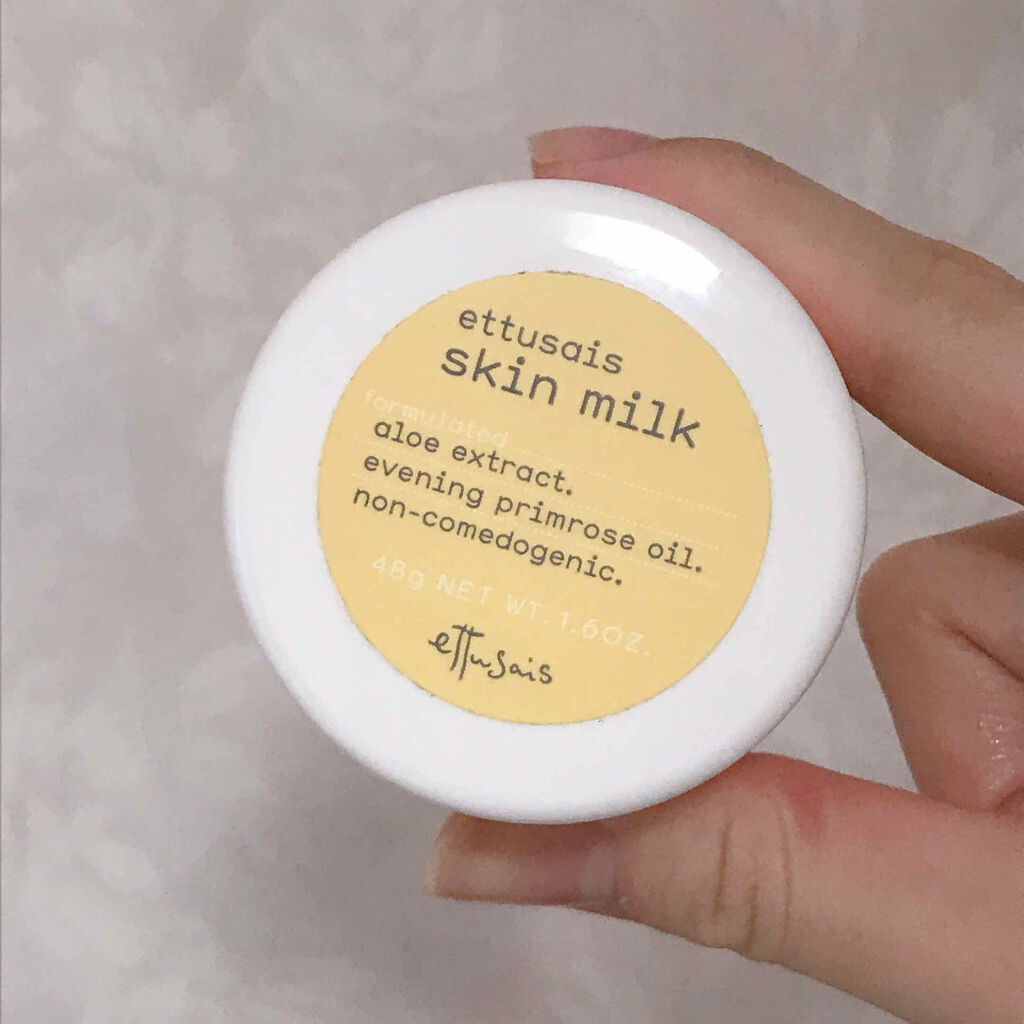 ettusais
skin milk
formulated
aloe extract.
evening primrose oil.
non-comedogenic.
48g NET WT. 1.6OZ.
ettusais